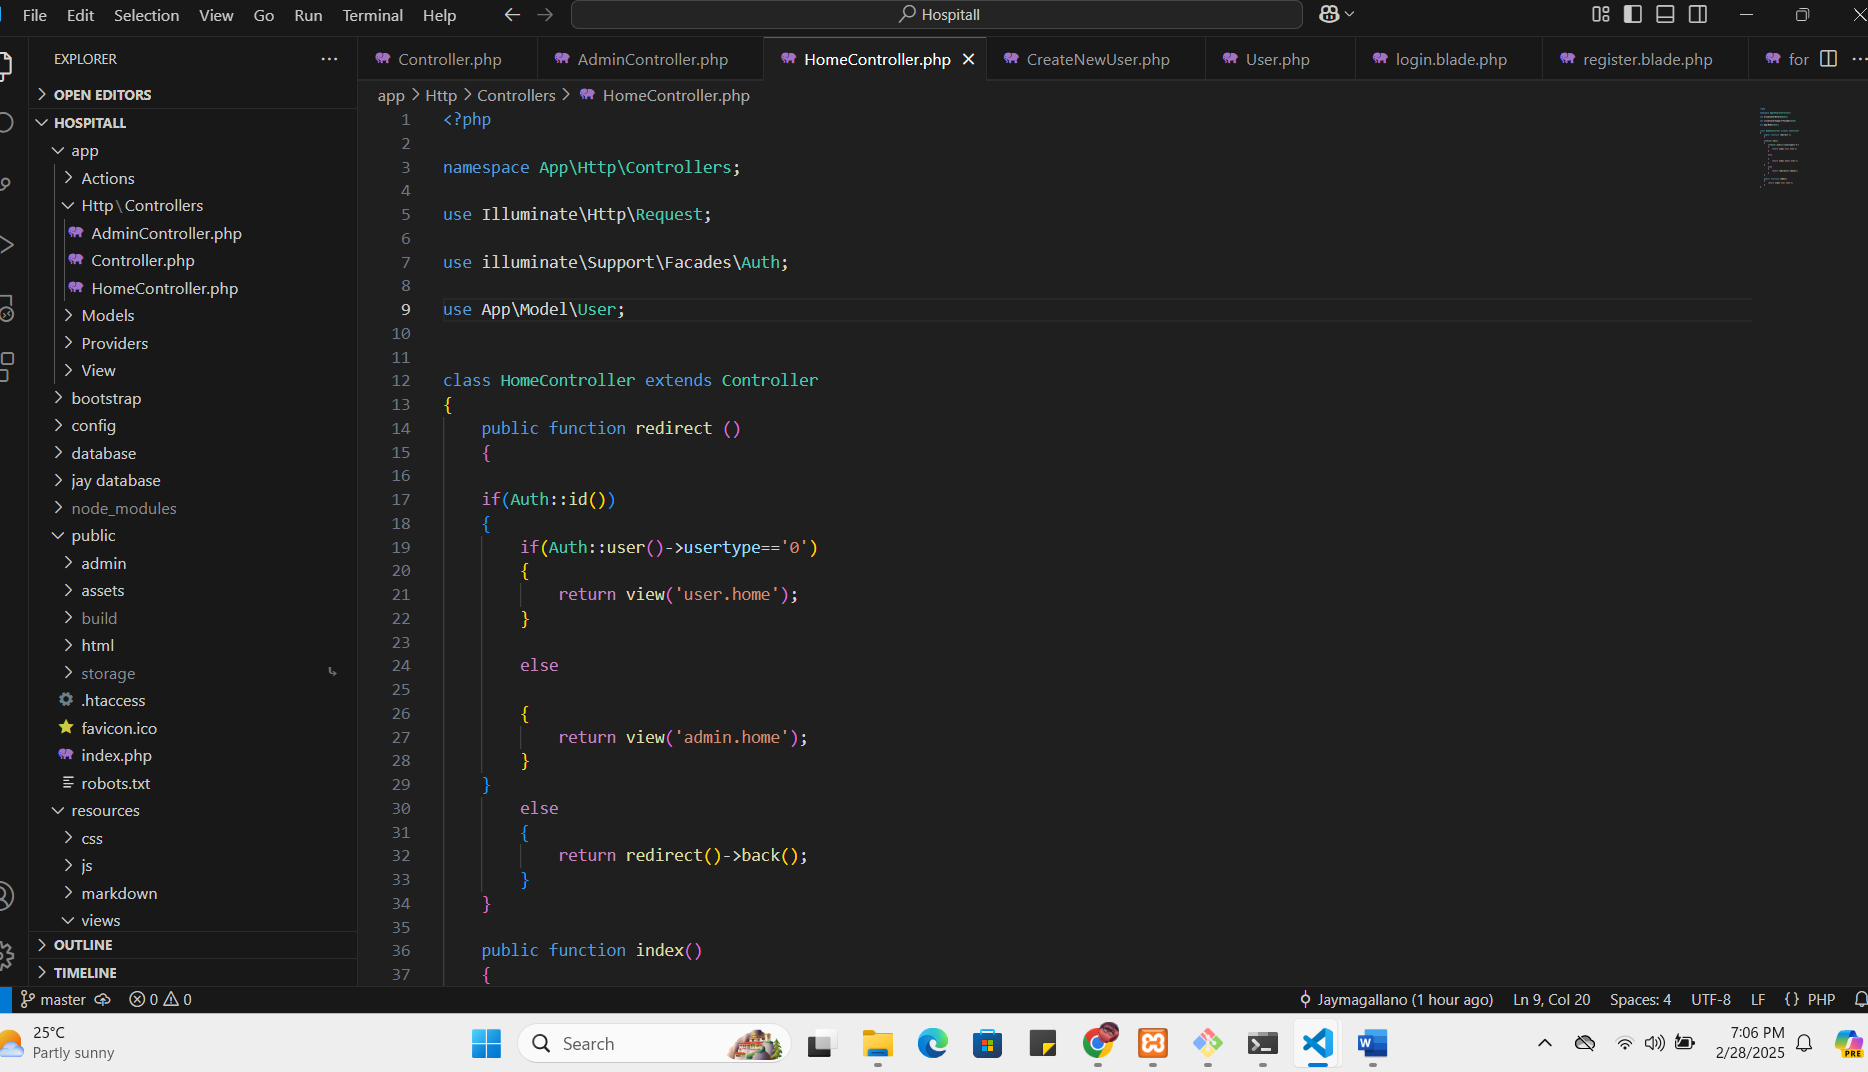 File Edit Selection View Go Run Terminal Help
Hospitall
EXPLORER
OPEN EDITORS
HOSPITALL
app
Actions
Http\Controllers
AdminController.php
Controller.php
HomeController.php
Models
Providers
View
bootstrap
config
database
jay database
node_modules
public
admin
assets
build
html
storage
.htaccess
favicon.ico
index.php
robots.txt
resources
css
js
markdown
views
OUTLINE
TIMELINE
Controller.php AdminController.php HomeController.php CreateNewUser.php User.php login.blade.php register.blade.php for
app > Http > Controllers > HomeController.php
1 <?php
2
3 namespace App\Http\Controllers;
4
5 use Illuminate\Http\Request;
6
7 use illuminate\Support\Facades\Auth;
8
9 use App\Model\User;
10
11
12 class HomeController extends Controller
13 {
14 public function redirect ()
15 {
16
17 if(Auth::id())
18 {
19 if(Auth::user()->usertype=='0')
20 {
21 return view('user.home');
22 }
23
24 else
25
26 {
27 return view('admin.home');
28 }
29 }
30 else
31 {
32 return redirect()->back();
33 }
34 }
35
36 public function index()
37 {
master 0 0 Jaymagallano (1 hour ago) Ln 9, Col 20 Spaces: 4 UTF-8 LF {} PHP
25°C
Partly sunny
Search
7:06 PM
2/28/2025
PRE